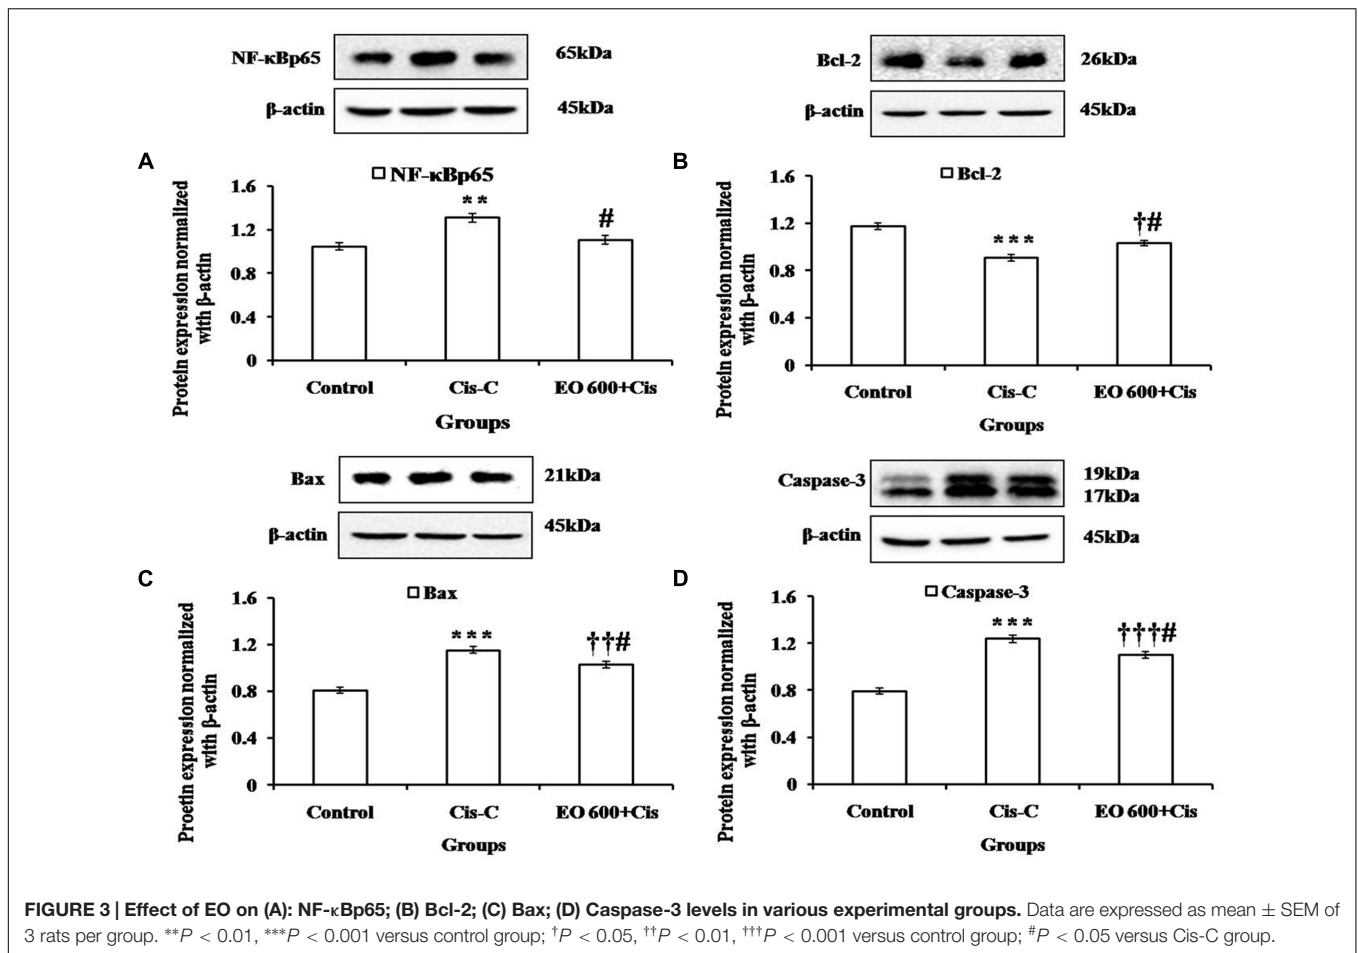 NF-κBp65 65kDa
β-actin 45kDa
A
NF-κBp65
Protein expression normalized
with β-actin
1.6
1.2
0.8
0.4
0
**
#
Control Cis-C EO 600+Cis
Groups
Bcl-2 26kDa
β-actin 45kDa
B
Bcl-2
Protein expression normalized
with β-actin
1.6
1.2
0.8
0.4
0
***
†#
Control Cis-C EO 600+Cis
Groups
Bax 21kDa
β-actin 45kDa
C
Bax
Proetin expression normalized
with β-actin
1.6
1.2
0.8
0.4
0
***
††#
Control Cis-C EO 600+Cis
Groups
Caspase-3 19kDa
17kDa
β-actin 45kDa
D
Caspase-3
Protein expression normalized
with β-actin
1.6
1.2
0.8
0.4
0
***
†††#
Control Cis-C EO 600+Cis
Groups
FIGURE 3 | Effect of EO on (A): NF-κBp65; (B) Bcl-2; (C) Bax; (D) Caspase-3 levels in various experimental groups. Data are expressed as mean ± SEM of
3 rats per group. **P < 0.01, ***P < 0.001 versus control group; †P < 0.05, ††P < 0.01, †††P < 0.001 versus control group; #P < 0.05 versus Cis-C group.